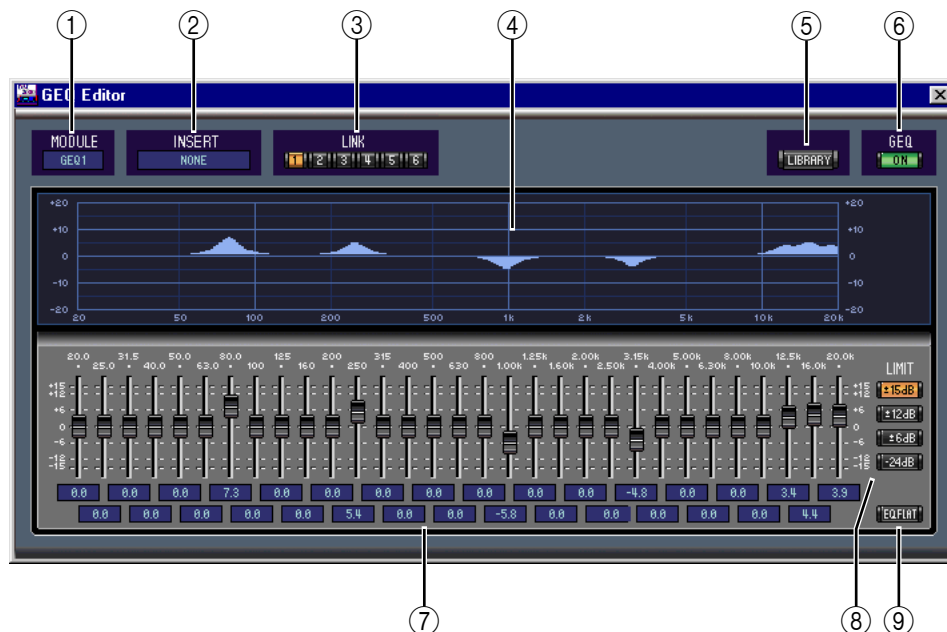 ① ② ③ ④ ⑤ ⑥
GEQ Editor
MODULE INSERT LINK GEQ
GEQ1 NONE 1 2 3 4 5 6 LIBRARY ON
+20 +20
+10 +10
0 0
-10 -10
-20 -20
20 50 100 200 500 1k 2k 5k 10k 20k
20.0 31.5 50.0 80.0 125 200 315 500 800 1.25k 2.00k 3.15k 5.00k 8.00k 12.5k 20.0k
25.0 40.0 63.0 100 160 250 400 630 1.00k 1.60k 2.50k 4.00k 6.30k 10.0k 16.0k
LIMIT
+15 +15 ±15dB
+12 +12
+6 +6 ±12dB
0 0
-6 -6 ±6dB
-12 -12
-15 -15 -24dB
0.0 0.0 0.0 7.3 0.0 0.0 0.0 0.0 0.0 0.0 0.0 -4.8 0.0 0.0 3.4 3.9
0.0 0.0 0.0 0.0 0.0 5.4 0.0 0.0 -5.8 0.0 0.0 0.0 0.0 0.0 4.4 EQ FLAT
⑦ ⑧ ⑨